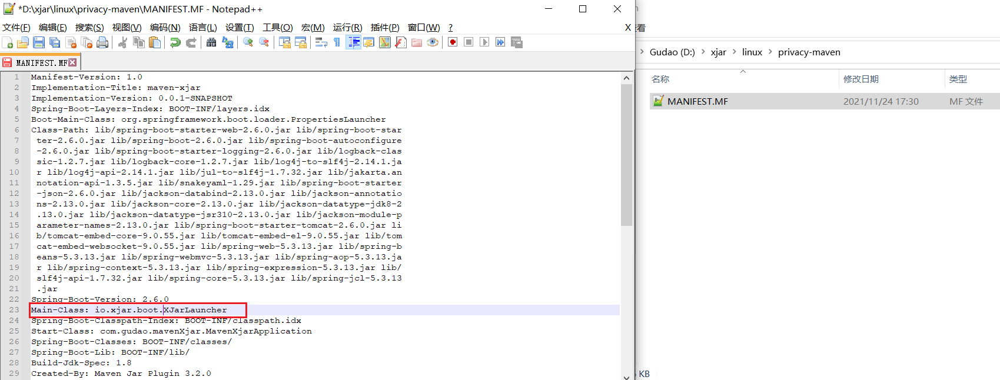 *D:\xjar\linux\privacy-maven\MANIFEST.MF - Notepad++
文件(F) 编辑(E) 搜索(S) 视图(V) 编码(N) 语言(L) 设置(T) 工具(O) 宏(M) 运行(R) 插件(P) 窗口(W) ? X
MANIFEST.MF
1 Manifest-Version: 1.0
2 Implementation-Title: maven-xjar
3 Implementation-Version: 0.0.1-SNAPSHOT
4 Spring-Boot-Layers-Index: BOOT-INF/layers.idx
5 Boot-Main-Class: org.springframework.boot.loader.PropertiesLauncher
6 Class-Path: lib/spring-boot-starter-web-2.6.0.jar lib/spring-boot-star
7 ter-2.6.0.jar lib/spring-boot-2.6.0.jar lib/spring-boot-autoconfigure
8 -2.6.0.jar lib/spring-boot-starter-logging-2.6.0.jar lib/logback-clas
9 sic-1.2.7.jar lib/logback-core-1.2.7.jar lib/log4j-to-slf4j-2.14.1.ja
10 r lib/log4j-api-2.14.1.jar lib/jul-to-slf4j-1.7.32.jar lib/jakarta.an
11 notation-api-1.3.5.jar lib/snakeyaml-1.29.jar lib/spring-boot-starter
12 -json-2.6.0.jar lib/jackson-databind-2.13.0.jar lib/jackson-annotatio
13 ns-2.13.0.jar lib/jackson-core-2.13.0.jar lib/jackson-datatype-jdk8-2
14 .13.0.jar lib/jackson-datatype-jsr310-2.13.0.jar lib/jackson-module-p
15 arameter-names-2.13.0.jar lib/spring-boot-starter-tomcat-2.6.0.jar li
16 b/tomcat-embed-core-9.0.55.jar lib/tomcat-embed-el-9.0.55.jar lib/tom
17 cat-embed-websocket-9.0.55.jar lib/spring-web-5.3.13.jar lib/spring-b
18 eans-5.3.13.jar lib/spring-webmvc-5.3.13.jar lib/spring-aop-5.3.13.ja
19 r lib/spring-context-5.3.13.jar lib/spring-expression-5.3.13.jar lib/
20 slf4j-api-1.7.32.jar lib/spring-core-5.3.13.jar lib/spring-jcl-5.3.13
21 .jar
22 Spring-Boot-Version: 2.6.0
23 Main-Class: io.xjar.boot.XJarLauncher
24 Spring-Boot-Classpath-Index: BOOT-INF/classpath.idx
25 Start-Class: com.gudao.mavenXjar.MavenXjarApplication
26 Spring-Boot-Classes: BOOT-INF/classes/
27 Spring-Boot-Lib: BOOT-INF/lib/
28 Build-Jdk-Spec: 1.8
29 Created-By: Maven Jar Plugin 3.2.0
看
Gudao (D:) xjar linux privacy-maven
名称 修改日期 类型
MANIFEST.MF 2021/11/24 17:30 MF 文件
KB